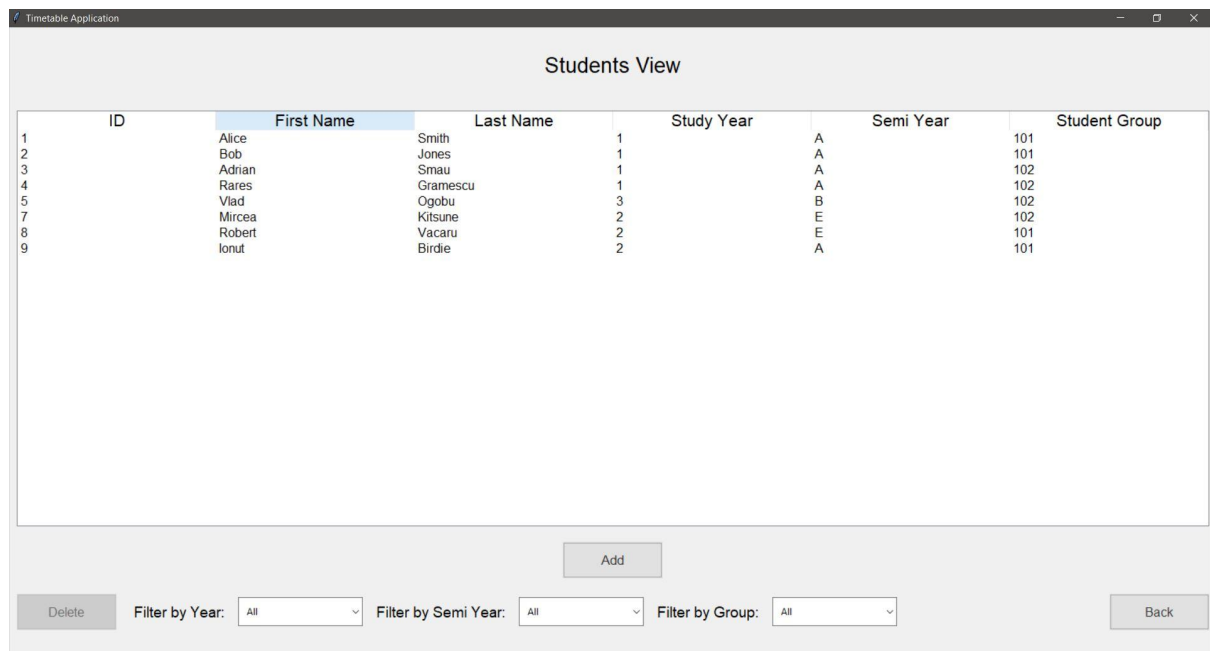 Timetable Application
Students View
ID First Name Last Name Study Year Semi Year Student Group
1 Alice Smith 1 A 101
2 Bob Jones 1 A 101
3 Adrian Smau 1 A 102
4 Rares Gramescu 1 A 102
5 Vlad Ogobu 3 B 102
7 Mircea Kitsune 2 E 102
8 Robert Vacaru 2 E 101
9 Ionut Birdie 2 A 101
Add
Delete Filter by Year: All Filter by Semi Year: All Filter by Group: All Back